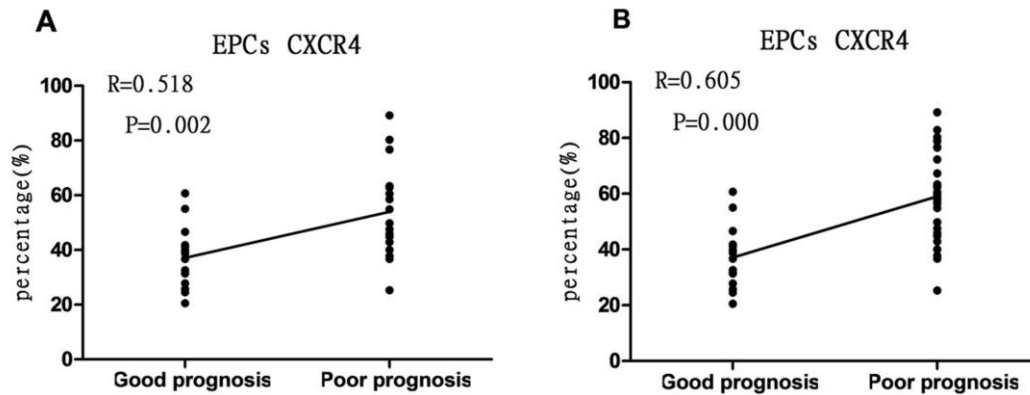 A
EPCs CXCR4
R=0.518
P=0.002
percentage(%)
100
80
60
40
20
0
Good prognosis
Poor prognosis
B
EPCs CXCR4
R=0.605
P=0.000
percentage(%)
100
80
60
40
20
0
Good prognosis
Poor prognosis